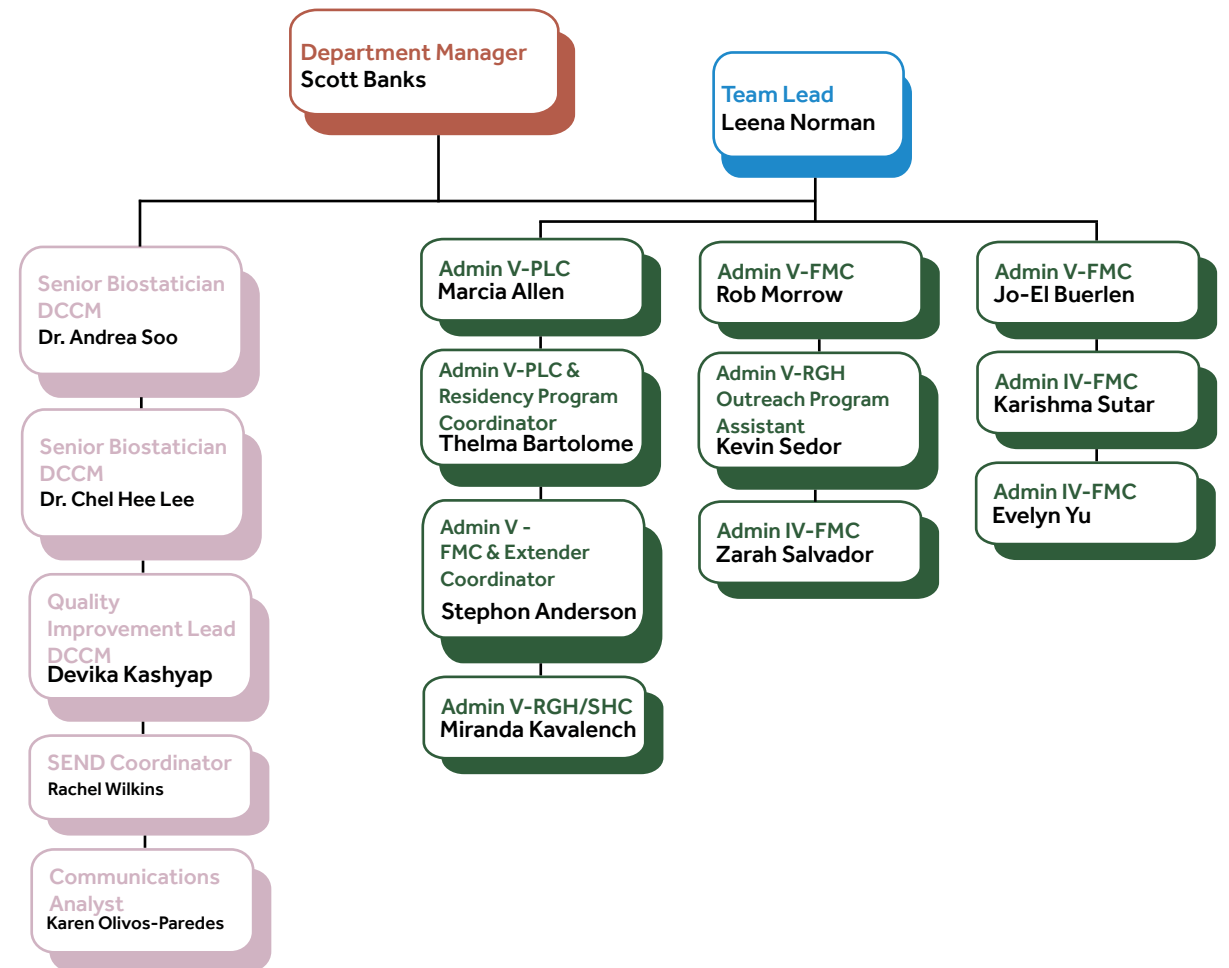 Department Manager
Scott Banks
Team Lead
Leena Norman
Senior Biostatician
DCCM
Dr. Andrea Soo
Senior Biostatician
DCCM
Dr. Chel Hee Lee
Quality
Improvement Lead
DCCM
Devika Kashyap
SEND Coordinator
Rachel Wilkins
Communications
Analyst
Karen Olivos-Paredes
Admin V-PLC
Marcia Allen
Admin V-PLC &
Residency Program
Coordinator
Thelma Bartolome
Admin V -
FMC & Extender
Coordinator
Stephon Anderson
Admin V-RGH/SHC
Miranda Kavalench
Admin V-FMC
Rob Morrow
Admin V-RGH
Outreach Program
Assistant
Kevin Sedor
Admin IV-FMC
Zarah Salvador
Admin V-FMC
Jo-El Buerlen
Admin IV-FMC
Karishma Sutar
Admin IV-FMC
Evelyn Yu